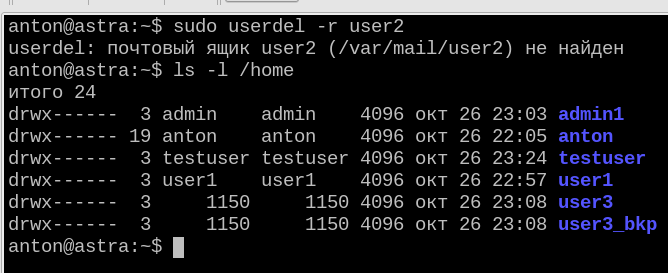 anton@astra:~$ sudo userdel -r user2
userdel: почтовый ящик user2 (/var/mail/user2) не найден
anton@astra:~$ ls -l /home
итого 24
drwx------  3 admin    admin    4096 окт 26 23:03 admin1
drwx------ 19 anton    anton    4096 окт 26 22:05 anton
drwx------  3 testuser testuser 4096 окт 26 23:24 testuser
drwx------  3 user1    user1    4096 окт 26 22:57 user1
drwx------  3     1150     1150 4096 окт 26 23:08 user3
drwx------  3     1150     1150 4096 окт 26 23:08 user3_bkp
anton@astra:~$